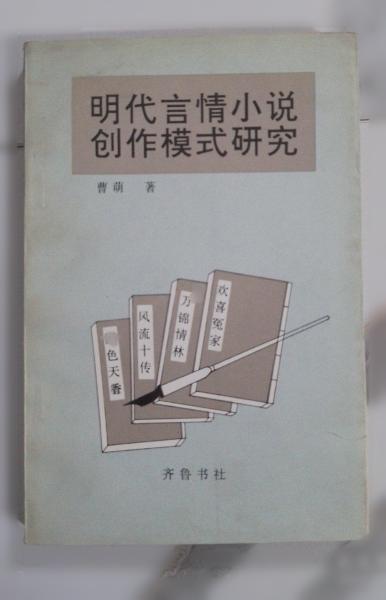 明代言情小说
创作模式研究
曹萌 著
欢喜冤家
万锦情林
风流十传
色天香
齐鲁书社